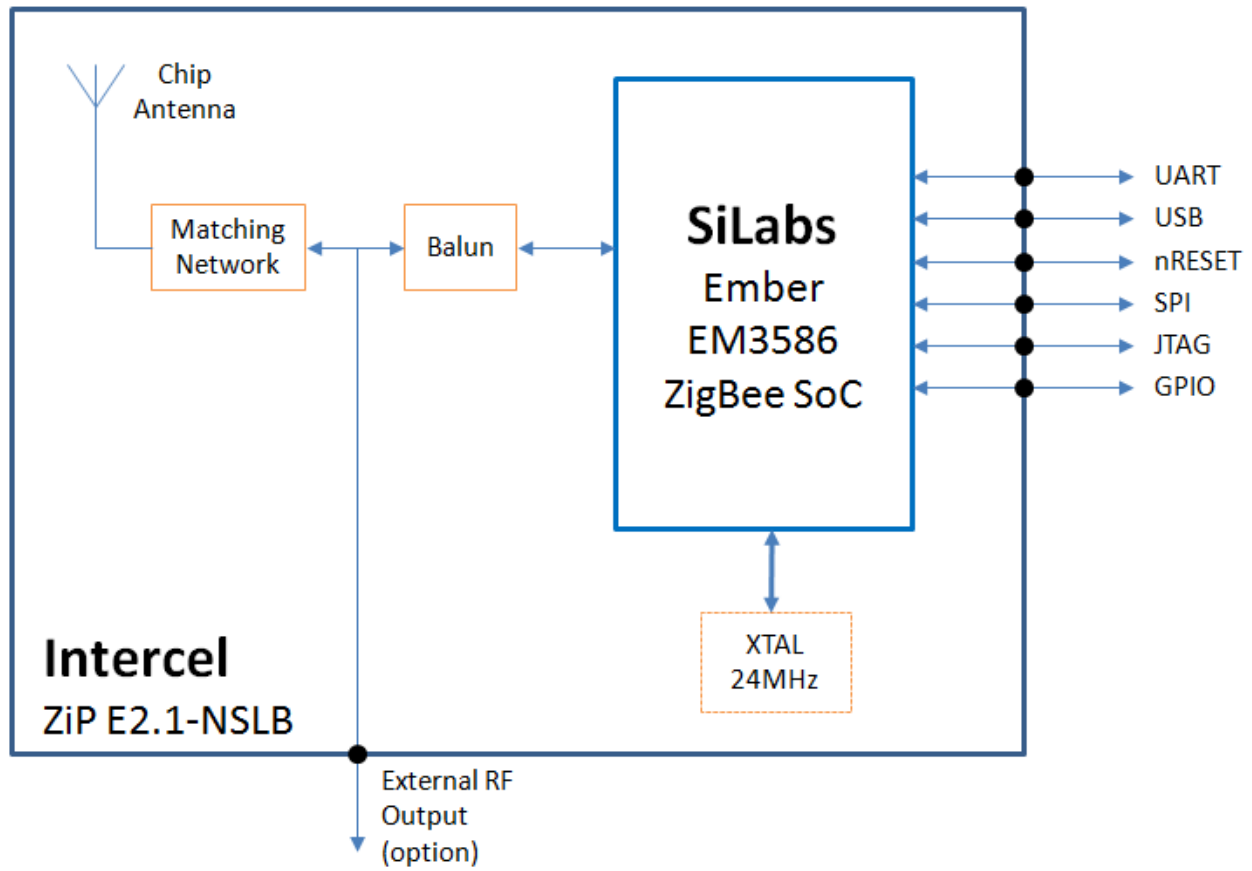 Chip
Antenna
Matching
Network
Balun
SiLabs
Ember
EM3586
ZigBee SoC
UART
USB
nRESET
SPI
JTAG
GPIO
XTAL
24MHz
Intercel
ZiP E2.1-NSLB
External RF
Output
(option)